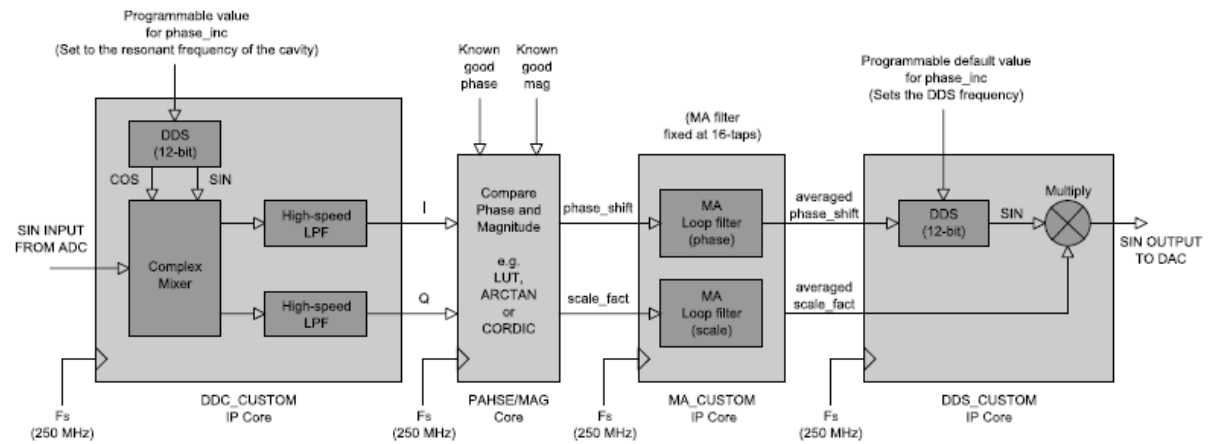 Programmable value
for phase_inc
(Set to the resonant frequency of the cavity)
DDS
(12-bit)
COS
SIN
SIN INPUT
FROM ADC
Complex
Mixer
High-speed
LPF
High-speed
LPF
I
Q
Fs
(250 MHz)
DDC_CUSTOM
IP Core
Known
good
phase
Known
good
mag
Compare
Phase and
Magnitude
e.g.
LUT,
ARCTAN
or
CORDIC
phase_shift
scale_fact
Fs
(250 MHz)
PAHSE/MAG
Core
(MA filter
fixed at 16-taps)
MA
Loop filter
(phase)
MA
Loop filter
(scale)
averaged
phase_shift
averaged
scale_fact
Fs
(250 MHz)
MA_CUSTOM
IP Core
Programmable default value
for phase_inc
(Sets the DDS frequency)
DDS
(12-bit)
SIN
Multiply
SIN OUTPUT
TO DAC
Fs
(250 MHz)
DDS_CUSTOM
IP Core